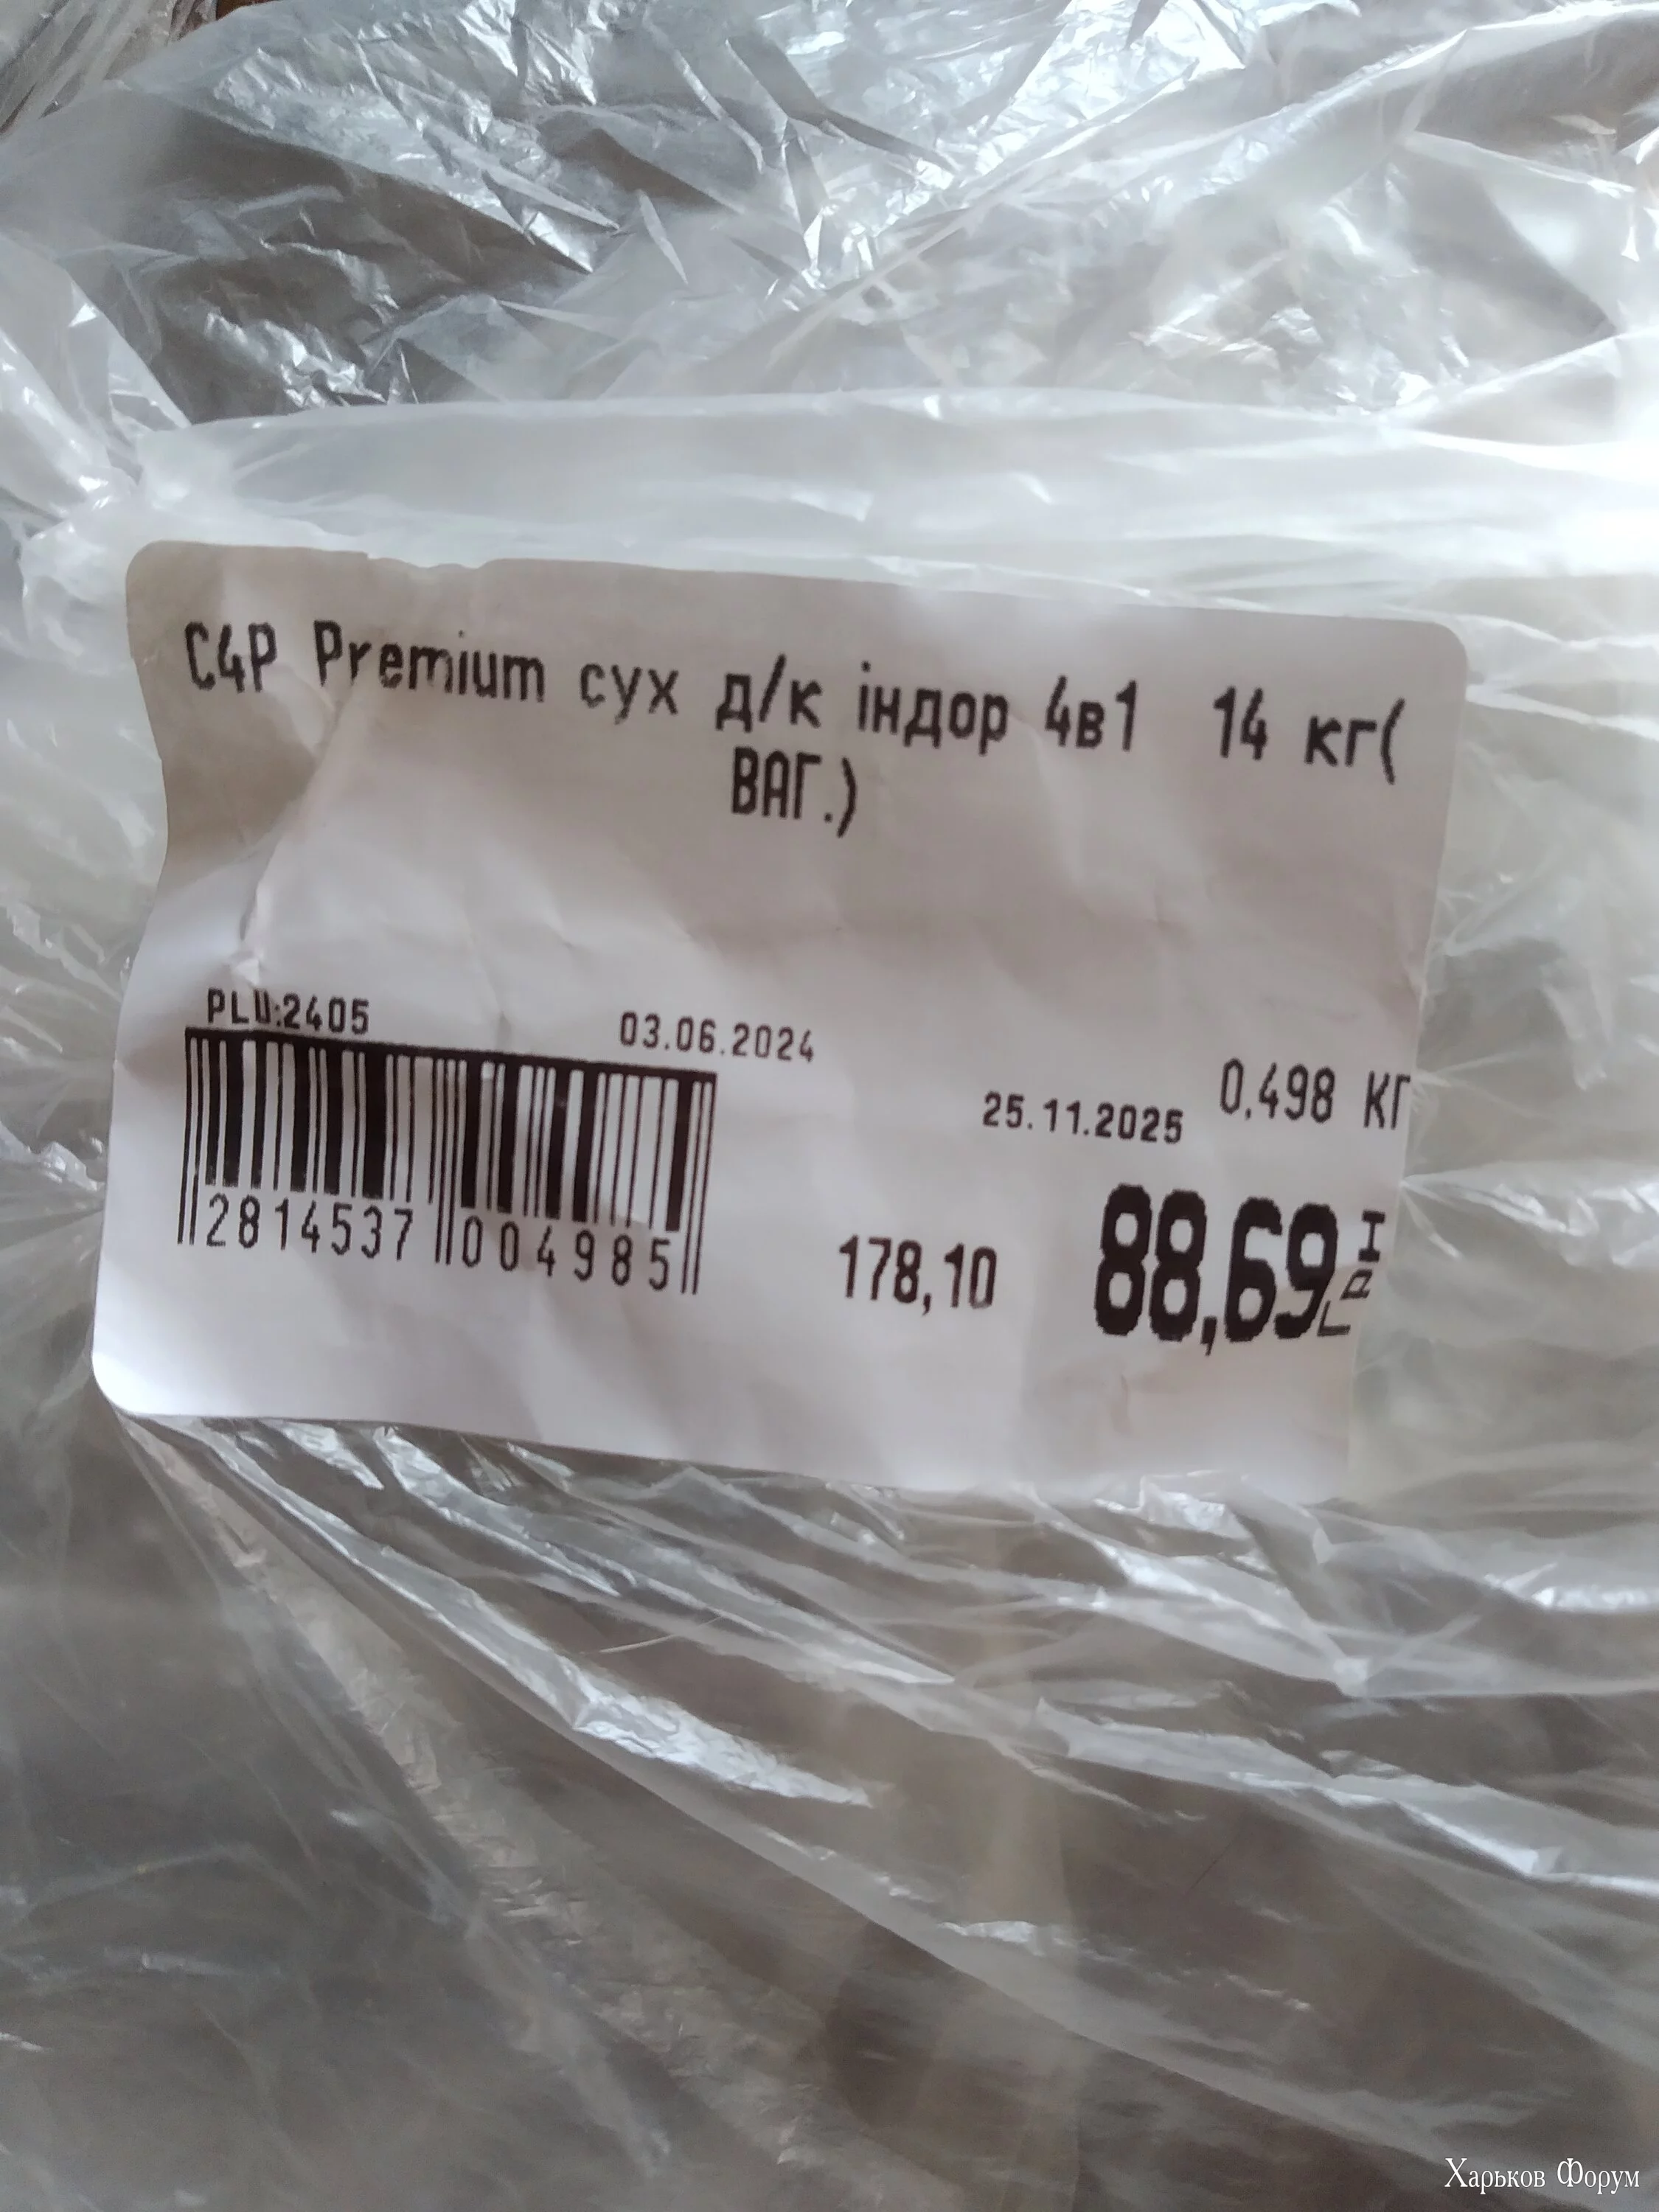 C4P Premium сух д/к індор 4в1 14 кг(
ВАГ.)
PLU:2405
03.06.2024
25.11.2025
0.498 КГ
2814537 004985
178,10
88,69 ГРН
Харьков Форум